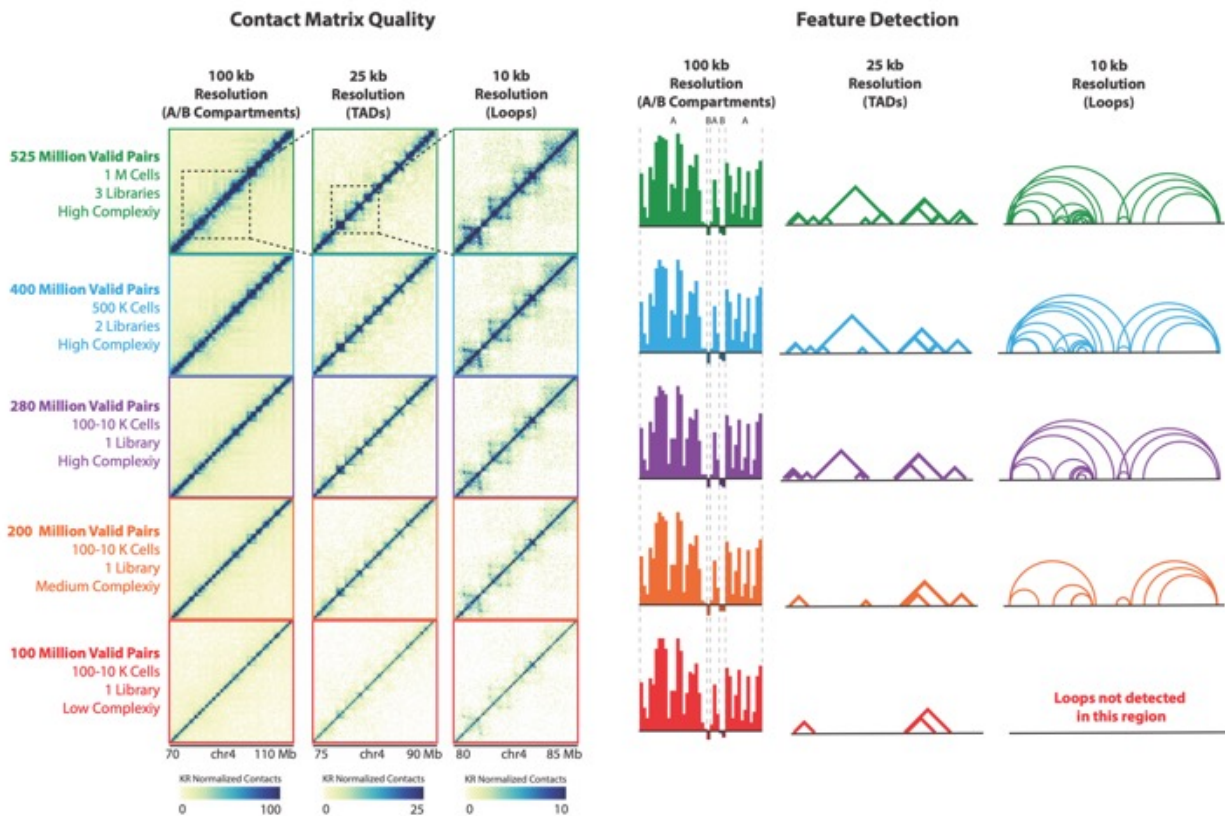 Contact Matrix Quality
Feature Detection
100 kb
Resolution
(A/B Compartments)
25 kb
Resolution
(TADs)
10 kb
Resolution
(Loops)
100 kb
Resolution
(A/B Compartments)
25 kb
Resolution
(TADs)
10 kb
Resolution
(Loops)
A B A B A
525 Million Valid Pairs
1 M Cells
3 Libraries
High Complexiy
400 Million Valid Pairs
500 K Cells
2 Libraries
High Complexiy
280 Million Valid Pairs
100-10 K Cells
1 Library
High Complexiy
200 Million Valid Pairs
100-10 K Cells
1 Library
Medium Complexiy
100 Million Valid Pairs
100-10 K Cells
1 Library
Low Complexiy
Loops not detected
in this region
70 chr4 110 Mb
75 chr4 90 Mb
80 chr4 85 Mb
KR Normalized Contacts
0 100
KR Normalized Contacts
0 25
KR Normalized Contacts
0 10